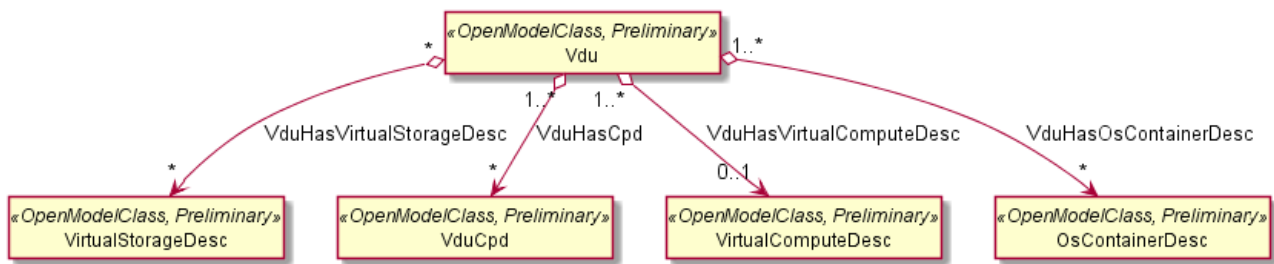 «OpenModelClass, Preliminary»
Vdu
*
1..*
1..*
1..*
VduHasVirtualStorageDesc
VduHasCpd
VduHasVirtualComputeDesc
VduHasOsContainerDesc
*
*
0..1
*
«OpenModelClass, Preliminary»
VirtualStorageDesc
«OpenModelClass, Preliminary»
VduCpd
«OpenModelClass, Preliminary»
VirtualComputeDesc
«OpenModelClass, Preliminary»
OsContainerDesc